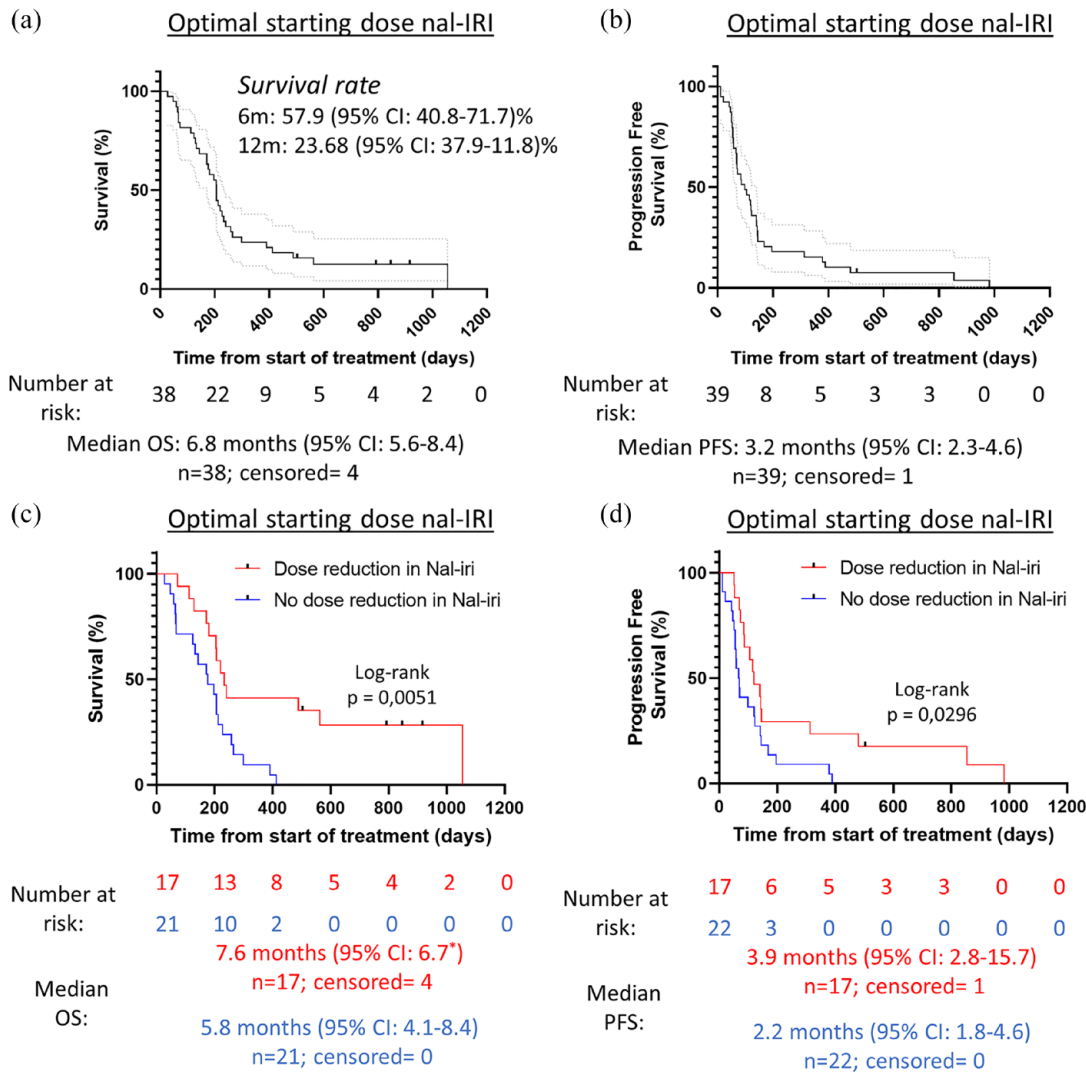 (a)
Optimal starting dose nal-IRI
Survival (%)
100
50
0
Survival rate
6m: 57.9 (95% CI: 40.8-71.7)%
12m: 23.68 (95% CI: 37.9-11.8)%
0 200 400 600 800 1000 1200
Time from start of treatment (days)
Number at
risk:
38 22 9 5 4 2 0
Median OS: 6.8 months (95% CI: 5.6-8.4)
n=38; censored= 4
(b)
Optimal starting dose nal-IRI
Progression Free
Survival (%)
100
50
0
0 200 400 600 800 1000 1200
Time from start of treatment (days)
Number at
risk:
39 8 5 3 3 0 0
Median PFS: 3.2 months (95% CI: 2.3-4.6)
n=39; censored= 1
(c)
Optimal starting dose nal-IRI
Survival (%)
100
50
0
Dose reduction in Nal-iri
No dose reduction in Nal-iri
Log-rank
p = 0,0051
0 200 400 600 800 1000 1200
Time from start of treatment (days)
Number at
risk:
17 13 8 5 4 2 0
21 10 2 0 0 0 0
Median
OS:
7.6 months (95% CI: 6.7*)
n=17; censored= 4
5.8 months (95% CI: 4.1-8.4)
n=21; censored= 0
(d)
Optimal starting dose nal-IRI
Progression Free
Survival (%)
100
50
0
Dose reduction in Nal-iri
No dose reduction in Nal-iri
Log-rank
p = 0,0296
0 200 400 600 800 1000 1200
Time from start of treatment (days)
Number at
risk:
17 6 5 3 3 0 0
22 3 0 0 0 0 0
Median
PFS:
3.9 months (95% CI: 2.8-15.7)
n=17; censored= 1
2.2 months (95% CI: 1.8-4.6)
n=22; censored= 0